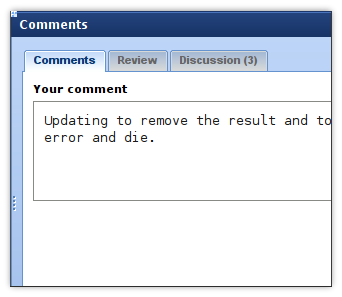 Comments
Comments
Review
Discussion (3)
Your comment
Updating to remove the result and to
error and die.